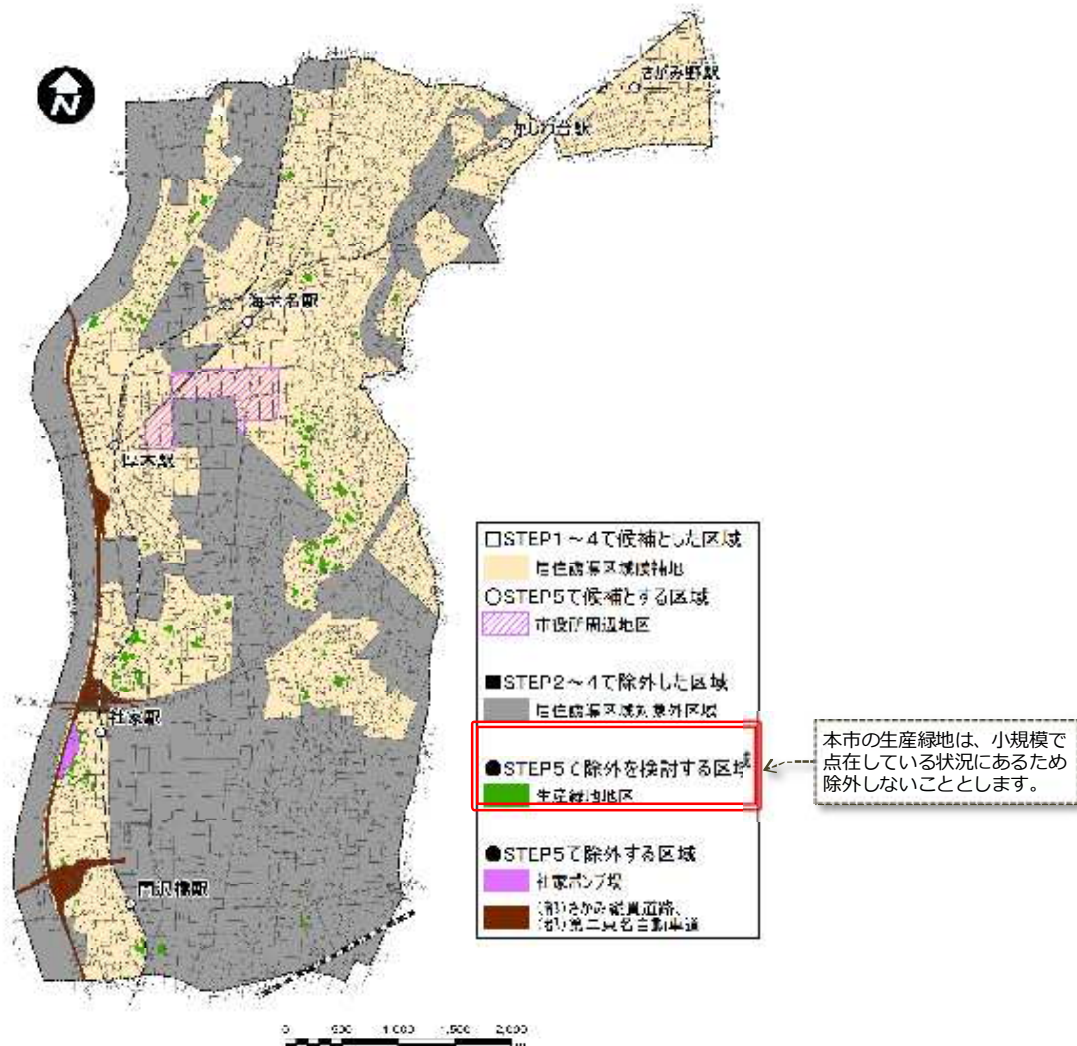 N
さがみ野駅
かしわ台駅
海老名駅
厚木駅
社家駅
門沢橋駅
□STEP1～4で候補とした区域
居住誘導区域候補地
○STEP5で候補とする区域
市役所周辺地区
■STEP2～4で除外した区域
居住誘導区域対象外区域
●STEP5で除外を検討する区域
生産緑地地区
●STEP5で除外する区域
社家ポンプ場
(都)さがみ縦貫道路、
(都)第二東名自動車道
本市の生産緑地は、小規模で
点在している状況にあるため
除外しないこととします。
0 500 1,000 1,500 2,000
m